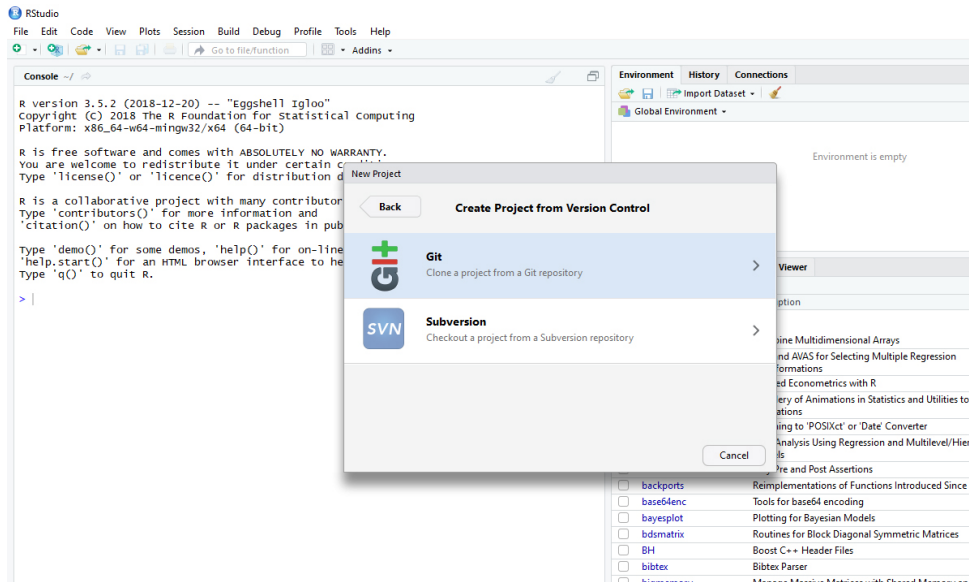 RStudio
File Edit Code View Plots Session Build Debug Profile Tools Help
Go to file/function Addins
Console ~/
R version 3.5.2 (2018-12-20) -- "Eggshell Igloo"
Copyright (C) 2018 The R Foundation for Statistical Computing
Platform: x86_64-w64-mingw32/x64 (64-bit)
R is free software and comes with ABSOLUTELY NO WARRANTY.
You are welcome to redistribute it under certain
Type 'license()' or 'licence()' for distribution d
R is a collaborative project with many contributor
Type 'contributors()' for more information and
'citation()' on how to cite R or R packages in pub
Type 'demo()' for some demos, 'help()' for on-line
'help.start()' for an HTML browser interface to he
Type 'q()' to quit R.
>
New Project
Back
Create Project from Version Control
git
Git
Clone a project from a Git repository
SVN
Subversion
Checkout a project from a Subversion repository
Cancel
Environment History Connections
Import Dataset
Global Environment
Environment is empty
Viewer
ption
ine Multidimensional Arrays
nd AVAS for Selecting Multiple Regression
formations
ed Econometrics with R
ery of Animations in Statistics and Utilities to
ations
ing to 'POSIXct' or 'Date' Converter
Analysis Using Regression and Multilevel/Hier
ls
Pre and Post Assertions
backports Reimplementations of Functions Introduced Since
base64enc Tools for base64 encoding
bayesplot Plotting for Bayesian Models
bdsmatrix Routines for Block Diagonal Symmetric Matrices
BH Boost C++ Header Files
bibtex Bibtex Parser